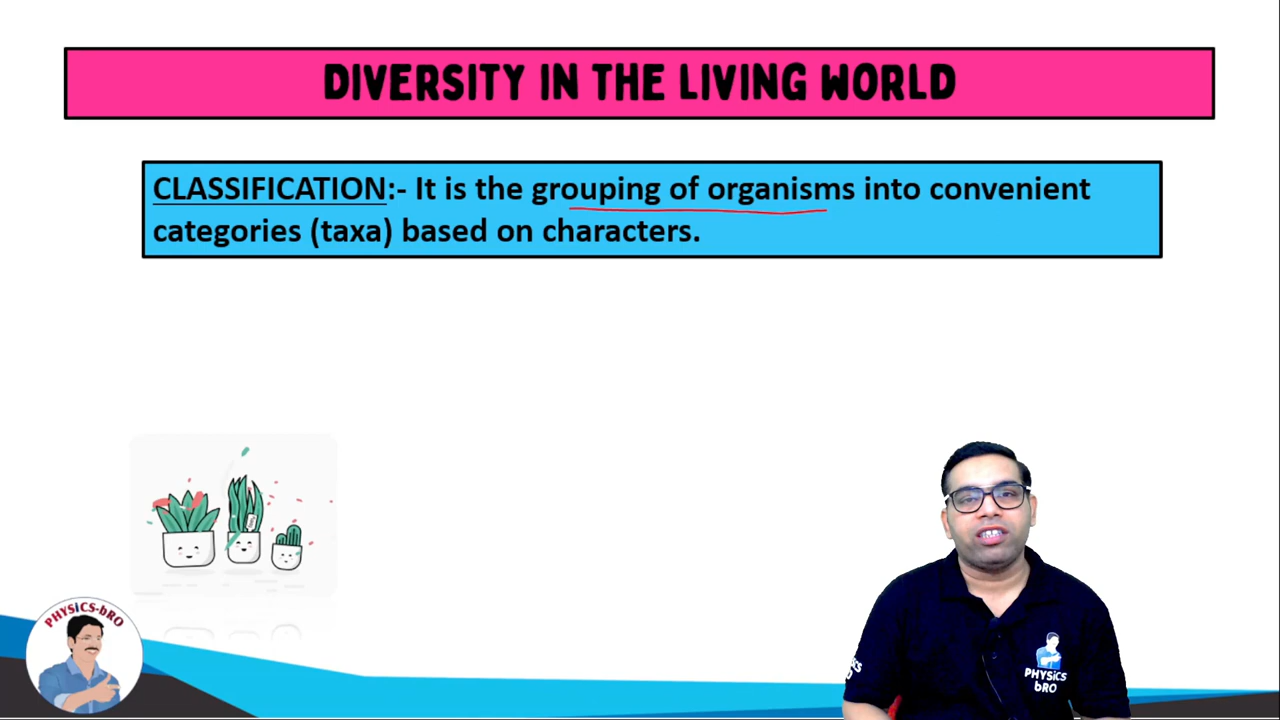 DIVERSITY IN THE LIVING WORLD
CLASSIFICATION:- It is the grouping of organisms into convenient
categories (taxa) based on characters.
PHYSICS-bRO
PHYSiCS
bRO